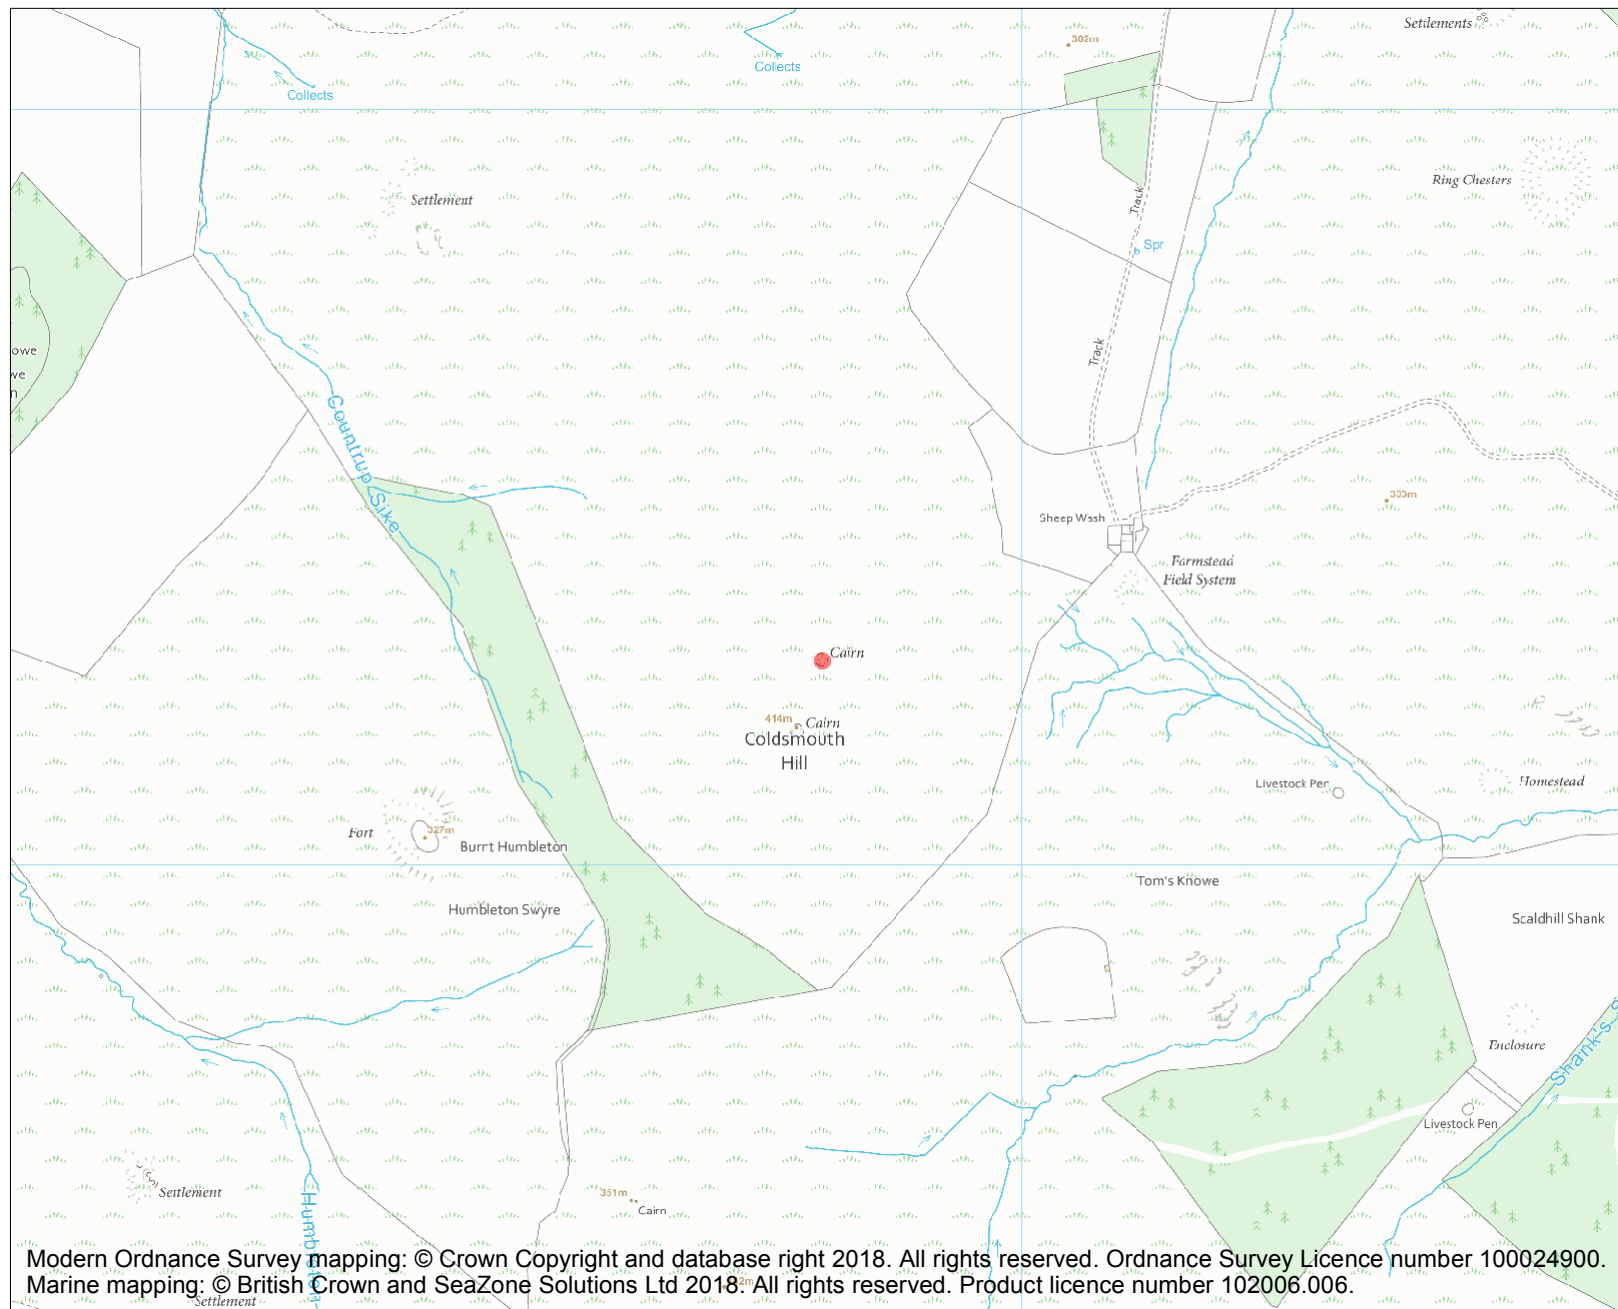 Settlements
302m
Collects
Collects
Ring Chesters
Track
Settlement
Spr
owe
we
n
Track
Countrup Sike
333m
Sheep Wash
Farmstead
Field System
Cairn
414m
Cairn
Coldsmouth
Hill
Homestead
Livestock Pen
Fort
327m
Burnt Humbleton
Tom's Knowe
Humbleton Swyre
Scaldhill Shank
Enclosure
Shank's S
Livestock Pen
Settlement
351m
Cairn
Modern Ordnance Survey mapping: © Crown Copyright and database right 2018. All rights reserved. Ordnance Survey Licence number 100024900.
Marine mapping: © British Crown and SeaZone Solutions Ltd 2018. All rights reserved. Product licence number 102006.006.
Settlement